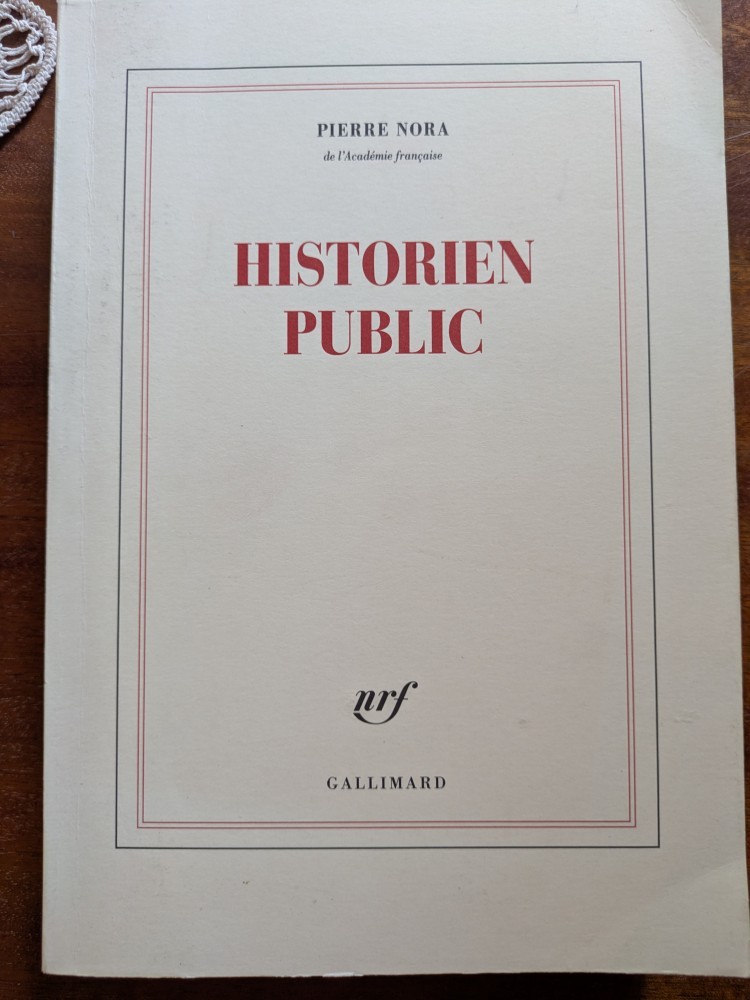 PIERRE NORA
de l'Académie française
HISTORIEN
PUBLIC
nrf
GALLIMARD